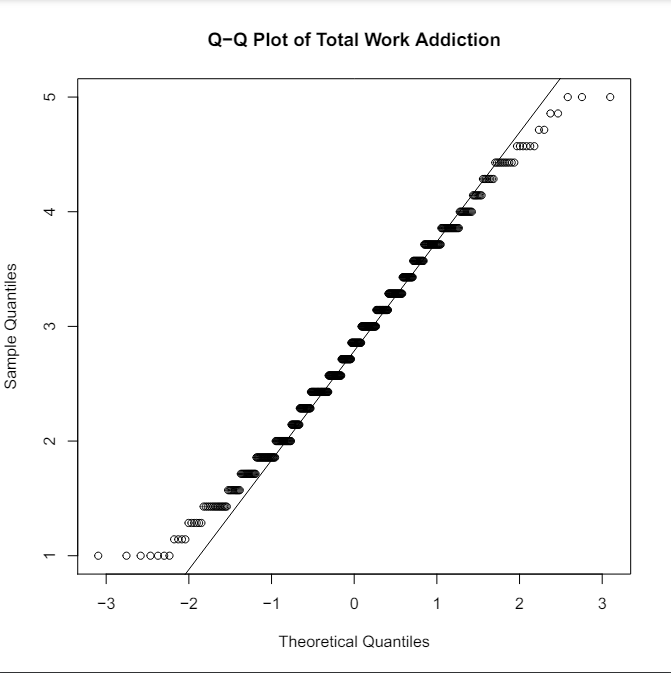 Q−Q Plot of Total Work Addiction
5
4
3
2
1
Sample Quantiles
−3 −2 −1 0 1 2 3
Theoretical Quantiles